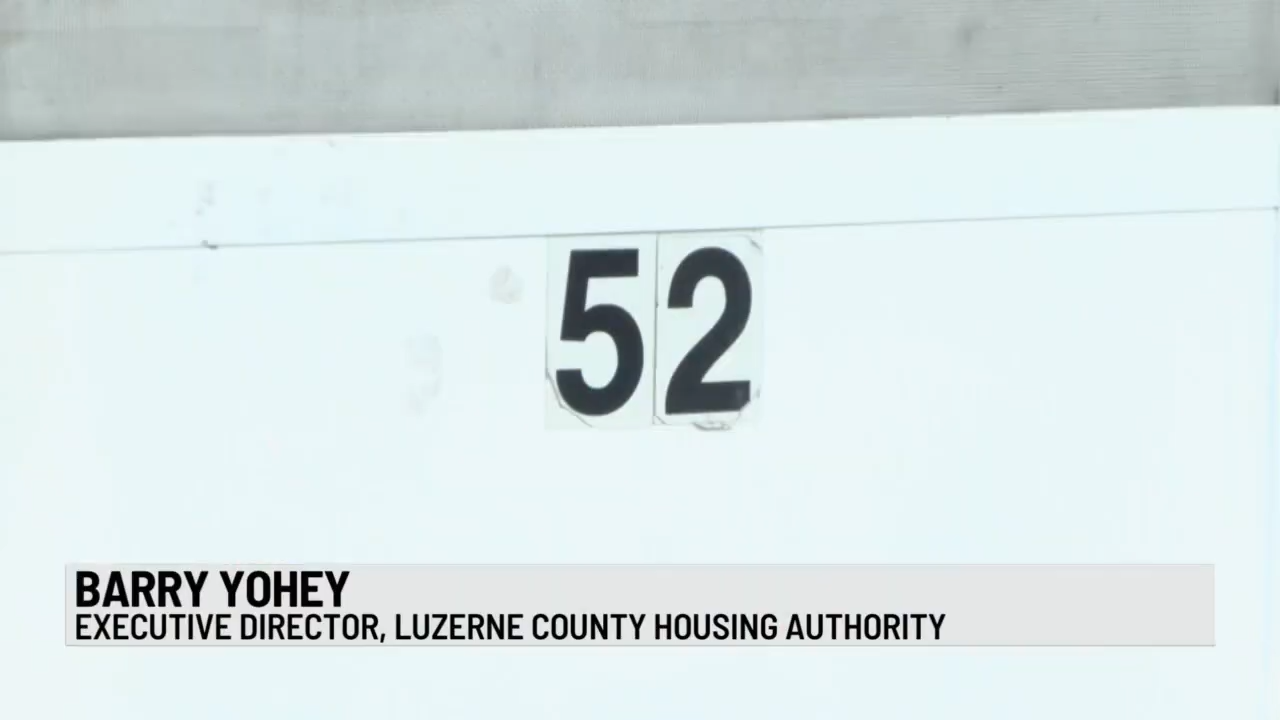 52
BARRY YOHEY
EXECUTIVE DIRECTOR, LUZERNE COUNTY HOUSING AUTHORITY